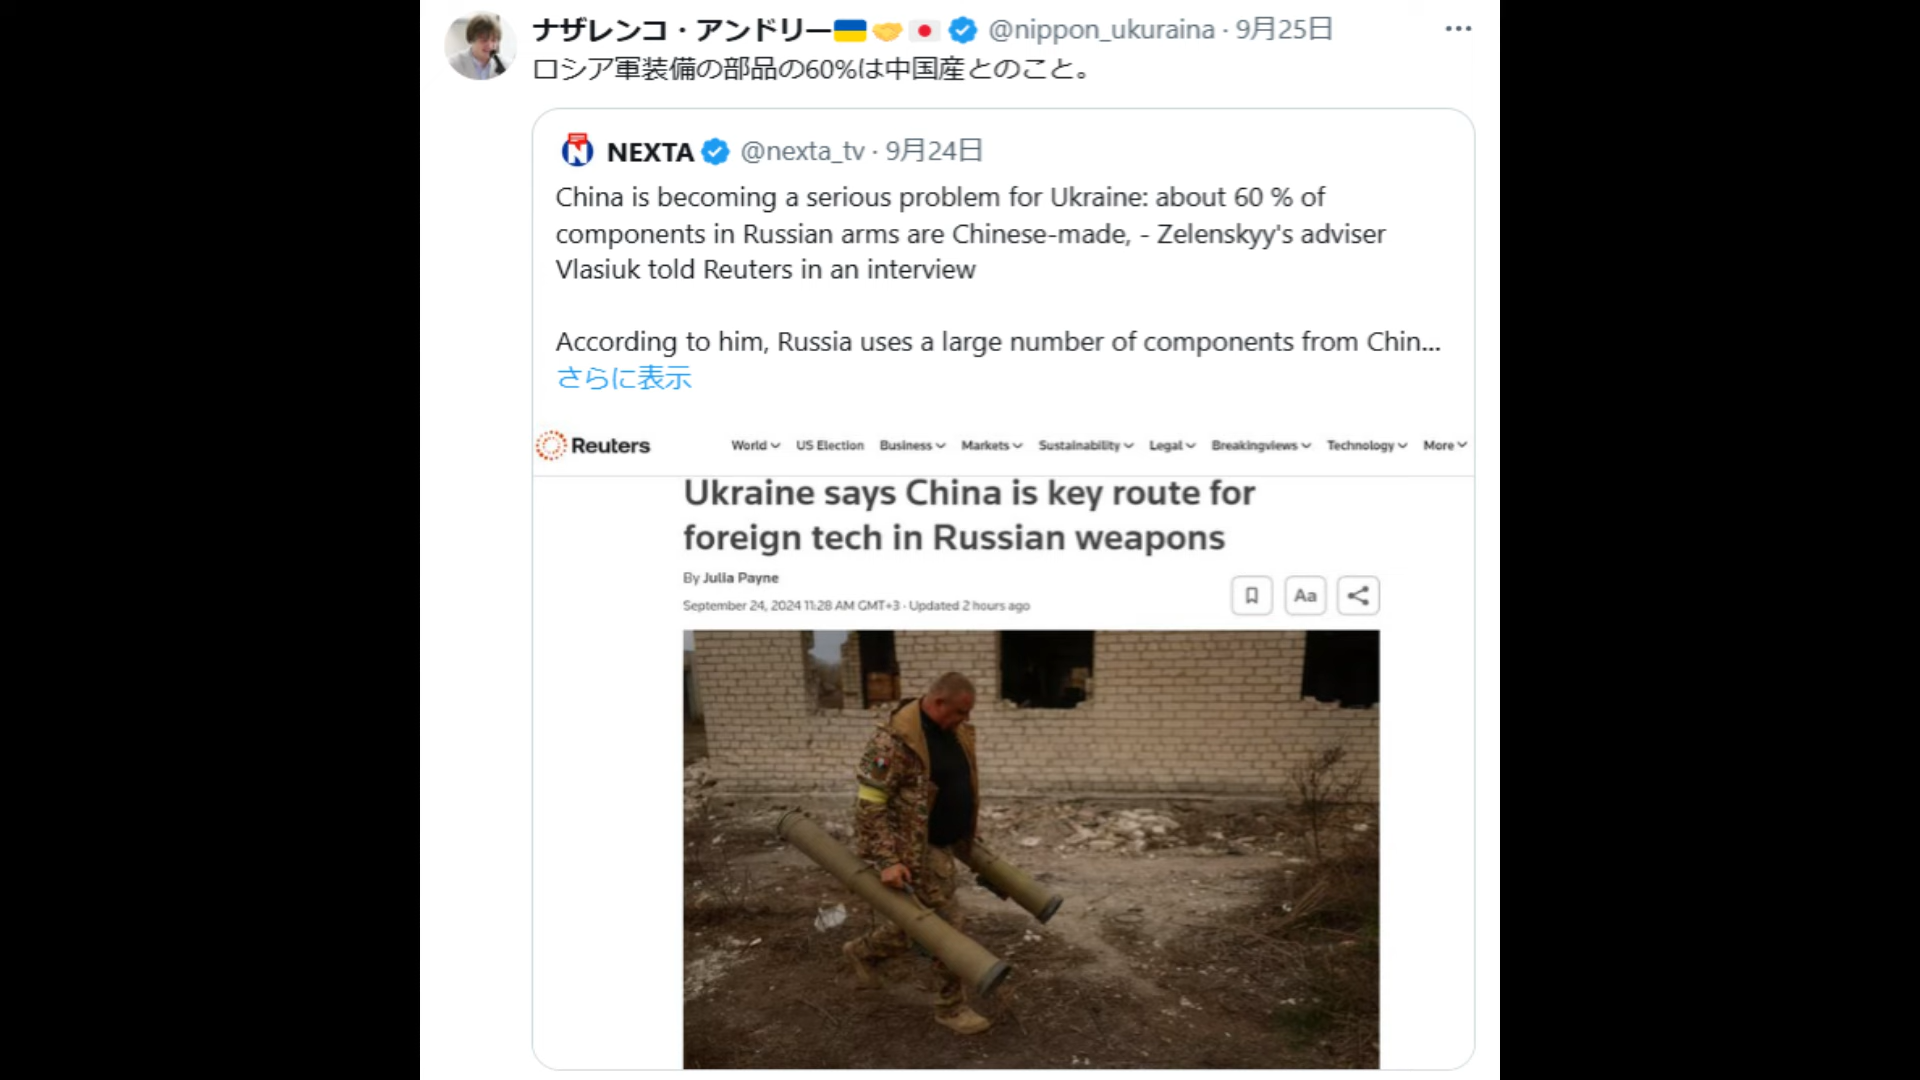 ナザレンコ・アンドリー🇺🇦🤝🇯🇵 @nippon_ukuraina · 9月25日
ロシア軍装備の部品の60%は中国産とのこと。
NEXTA @nexta_tv · 9月24日
China is becoming a serious problem for Ukraine: about 60 % of
components in Russian arms are Chinese-made, - Zelenskyy's adviser
Vlasiuk told Reuters in an interview
According to him, Russia uses a large number of components from Chin...
さらに表示
Reuters World US Election Business Markets Sustainability Legal Breakingviews Technology More
Ukraine says China is key route for
foreign tech in Russian weapons
By Julia Payne
September 24, 2024 11:28 AM GMT+3 · Updated 2 hours ago
Aa